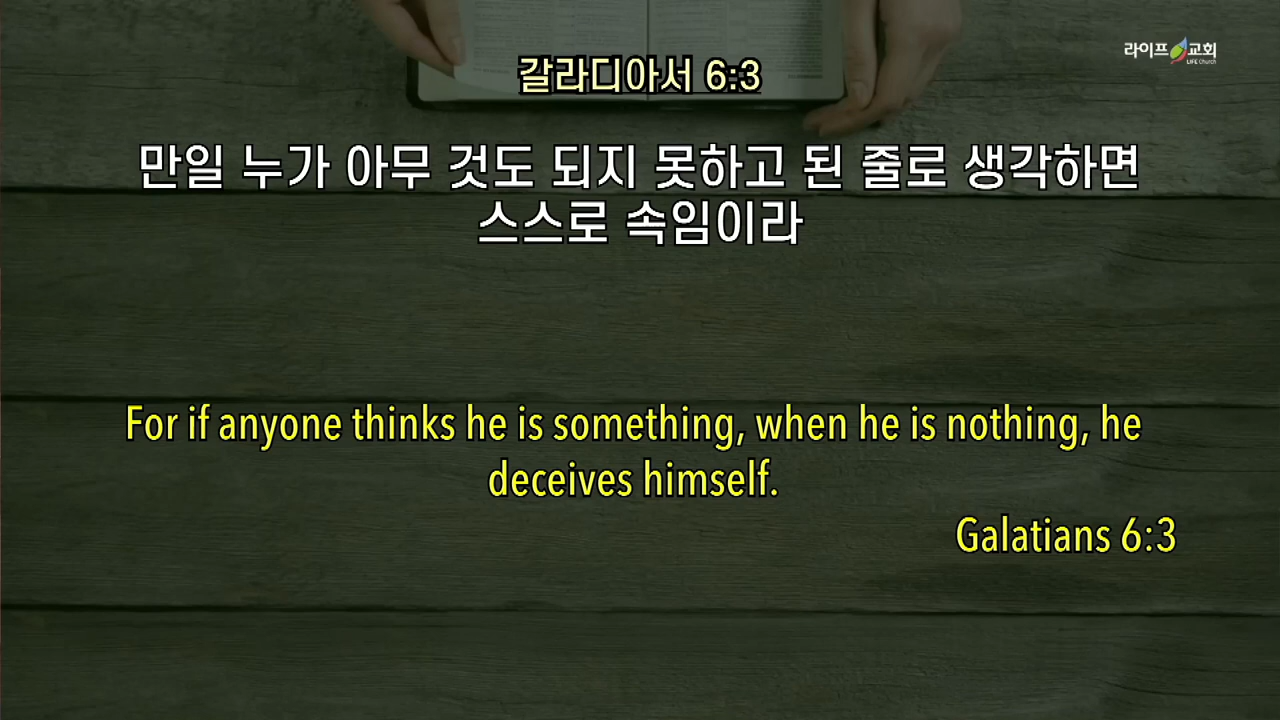 라이프 교회
LIFE Church
갈라디아서 6:3
만일 누가 아무 것도 되지 못하고 된 줄로 생각하면
스스로 속임이라
For if anyone thinks he is something, when he is nothing, he
deceives himself.
Galatians 6:3